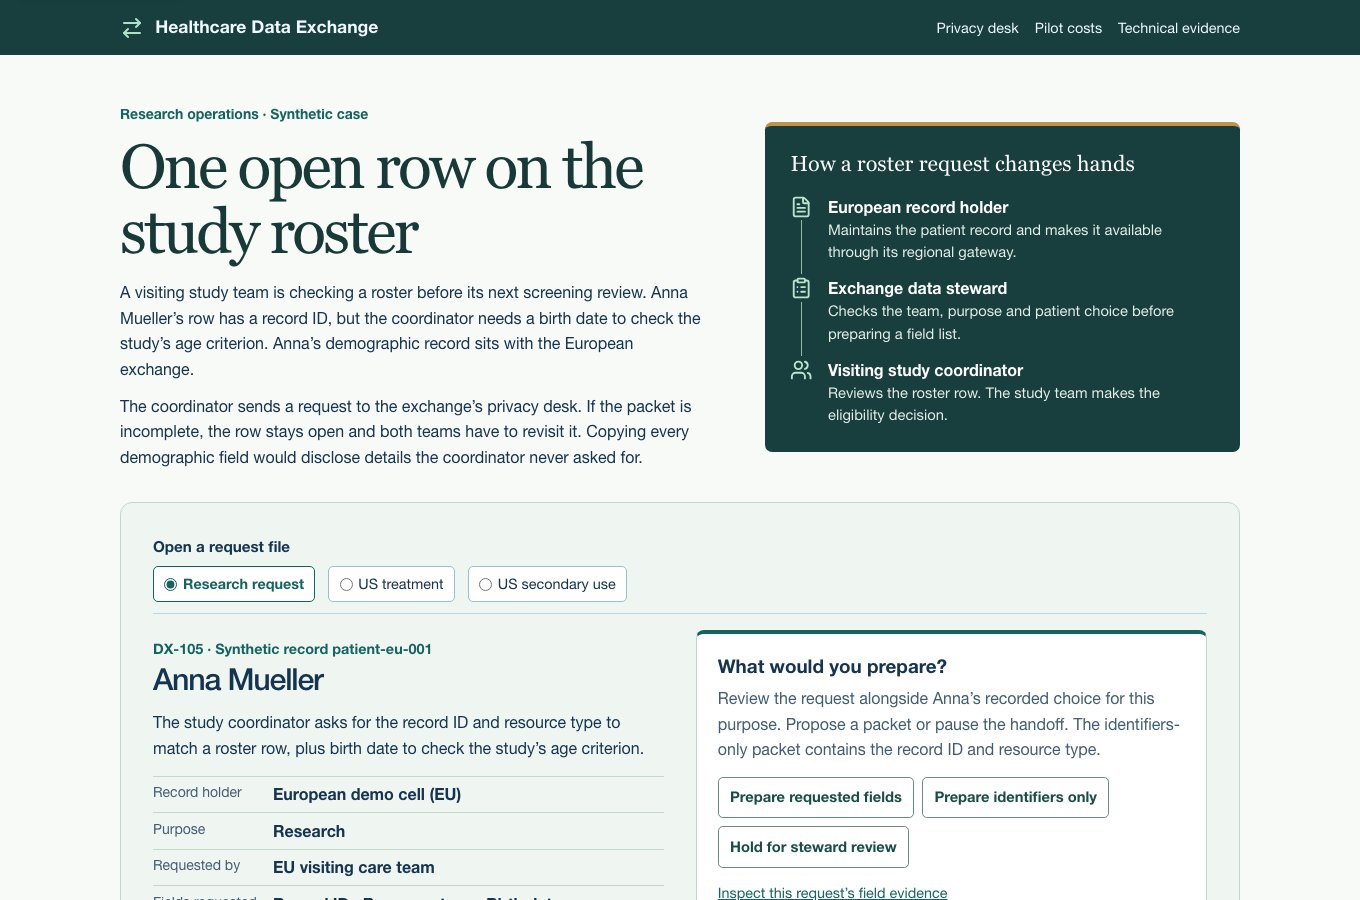 Healthcare Data Exchange
Privacy desk
Pilot costs
Technical evidence
Research operations · Synthetic case
One open row on the
study roster
A visiting study team is checking a roster before its next screening review. Anna
Mueller’s row has a record ID, but the coordinator needs a birth date to check the
study’s age criterion. Anna’s demographic record sits with the European
exchange.
The coordinator sends a request to the exchange’s privacy desk. If the packet is
incomplete, the row stays open and both teams have to revisit it. Copying every
demographic field would disclose details the coordinator never asked for.
How a roster request changes hands
European record holder
Maintains the patient record and makes it available
through its regional gateway.
Exchange data steward
Checks the team, purpose and patient choice before
preparing a field list.
Visiting study coordinator
Reviews the roster row. The study team makes the
eligibility decision.
Open a request file
Research request
US treatment
US secondary use
DX-105 · Synthetic record patient-eu-001
Anna Mueller
The study coordinator asks for the record ID and resource type to
match a roster row, plus birth date to check the study’s age criterion.
Record holder
European demo cell (EU)
Purpose
Research
Requested by
EU visiting care team
What would you prepare?
Review the request alongside Anna’s recorded choice for this
purpose. Propose a packet or pause the handoff. The identifiers-
only packet contains the record ID and resource type.
Prepare requested fields
Prepare identifiers only
Hold for steward review
Inspect this request’s field evidence